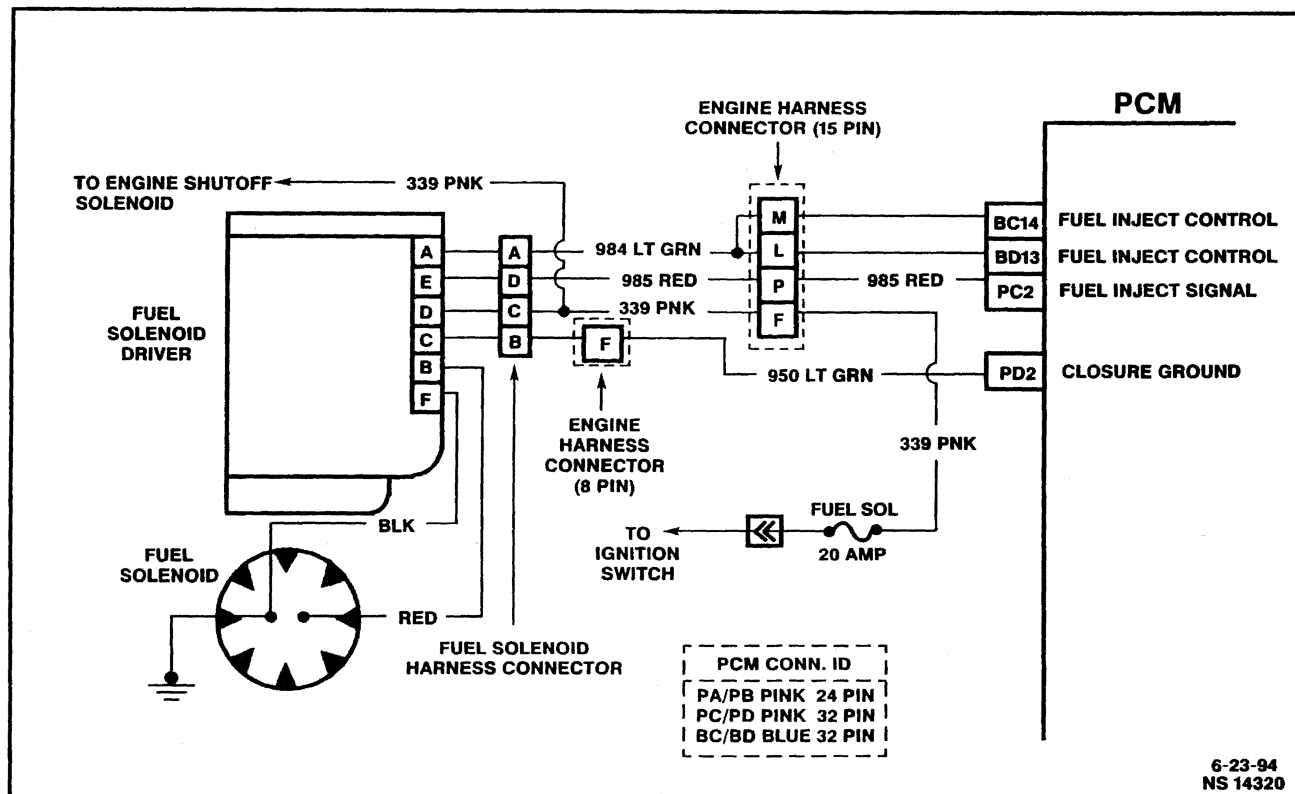 PCM
ENGINE HARNESS
CONNECTOR (15 PIN)
TO ENGINE SHUTOFF
SOLENOID
339 PNK
A
E
D
C
B
F
A
D
C
B
984 LT GRN
985 RED
339 PNK
F
M
L
P
F
985 RED
950 LT GRN
BC14
FUEL INJECT CONTROL
BD13
FUEL INJECT CONTROL
PC2
FUEL INJECT SIGNAL
PD2
CLOSURE GROUND
FUEL
SOLENOID
DRIVER
ENGINE
HARNESS
CONNECTOR
(8 PIN)
339 PNK
FUEL SOL
20 AMP
TO
IGNITION
SWITCH
BLK
FUEL
SOLENOID
RED
FUEL SOLENOID
HARNESS CONNECTOR
PCM CONN. ID
PA/PB PINK 24 PIN
PC/PD PINK 32 PIN
BC/BD BLUE 32 PIN
6-23-94
NS 14320